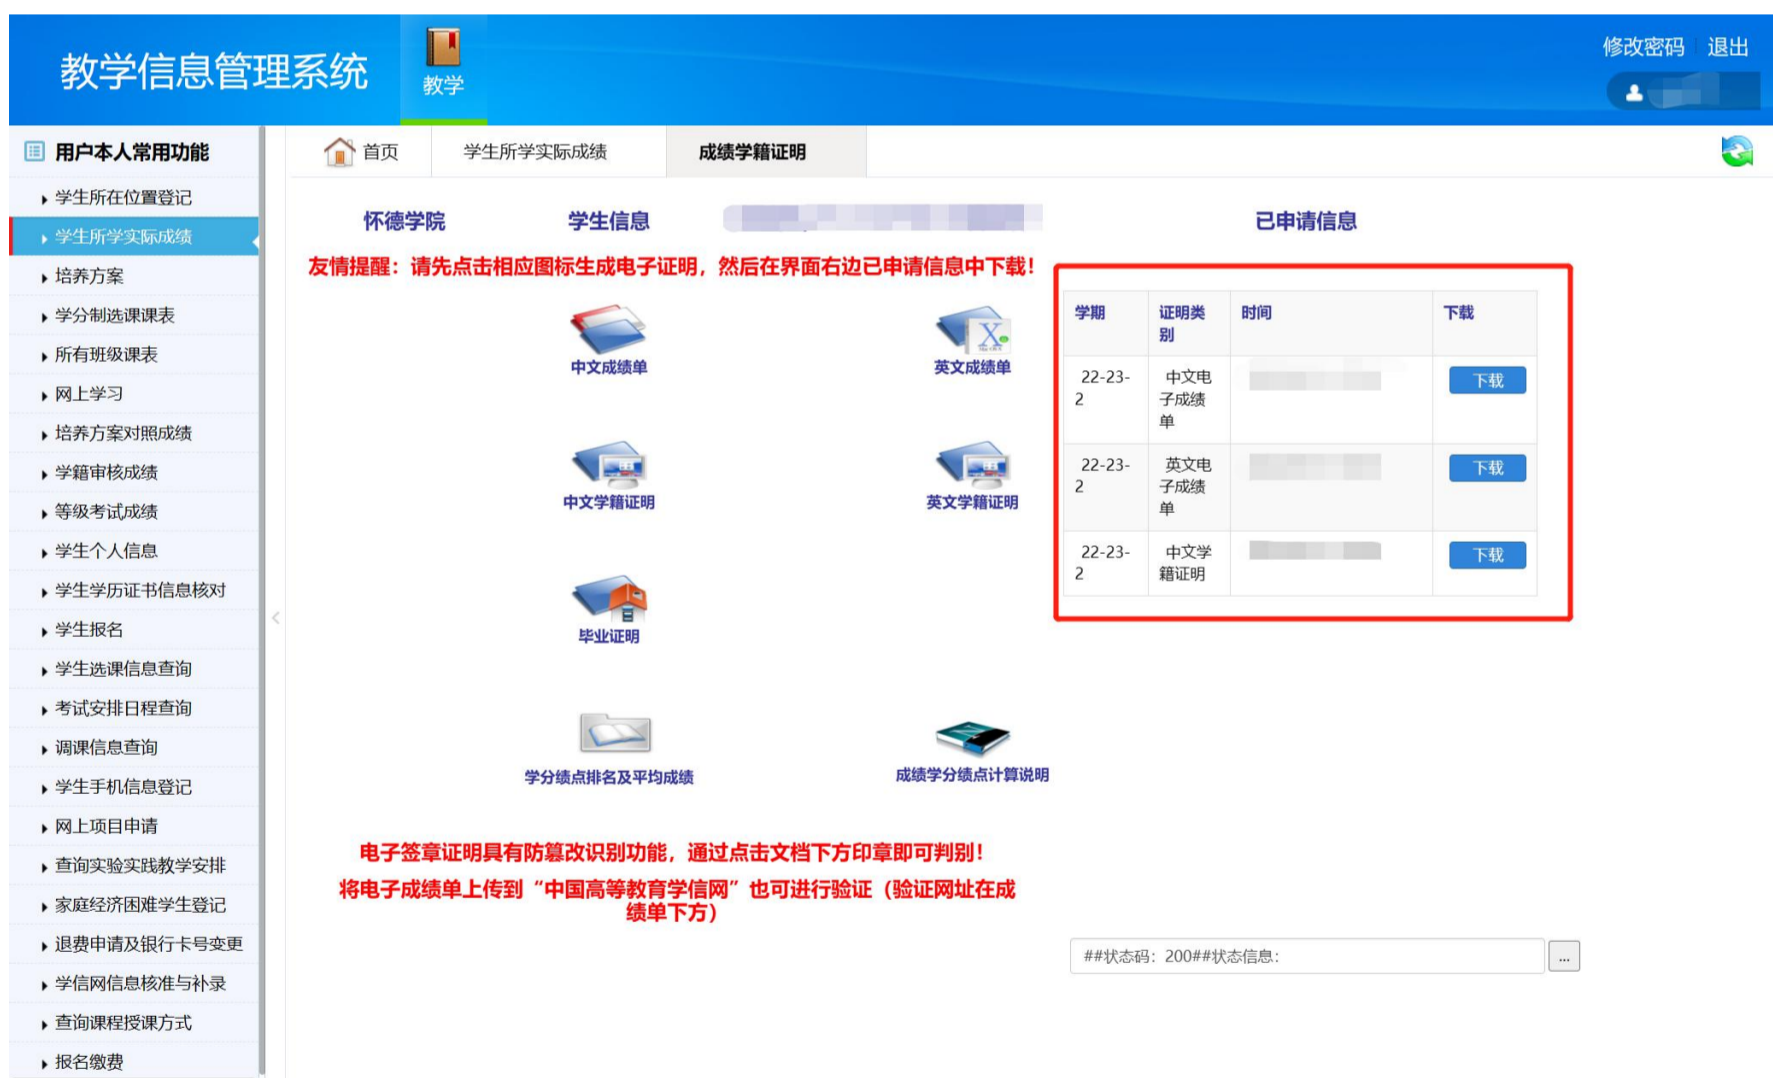 教学信息管理系统
教学
修改密码 退出
用户本人常用功能
学生所在位置登记
学生所学实际成绩
培养方案
学分制选课课表
所有班级课表
网上学习
培养方案对照成绩
学籍审核成绩
等级考试成绩
学生个人信息
学生学历证书信息核对
学生报名
学生选课信息查询
考试安排日程查询
调课信息查询
学生手机信息登记
网上项目申请
查询实验实践教学安排
家庭经济困难学生登记
退费申请及银行卡号变更
学信网信息核准与补录
查询课程授课方式
报名缴费
首页 学生所学实际成绩 成绩学籍证明
怀德学院 学生信息 已申请信息
友情提醒：请先点击相应图标生成电子证明，然后在界面右边已申请信息中下载！
中文成绩单 英文成绩单
中文学籍证明 英文学籍证明
毕业证明
学分绩点排名及平均成绩 成绩学分绩点计算说明
电子签章证明具有防篡改识别功能，通过点击文档下方印章即可判别！
将电子成绩单上传到“中国高等教育学信网”也可进行验证（验证网址在成
绩单下方）
学期 证明类 时间 下载
别
22-23- 中文电 下载
2 子成绩
单
22-23- 英文电 下载
2 子成绩
单
22-23- 中文学 下载
2 籍证明
##状态码：200##状态信息： ...